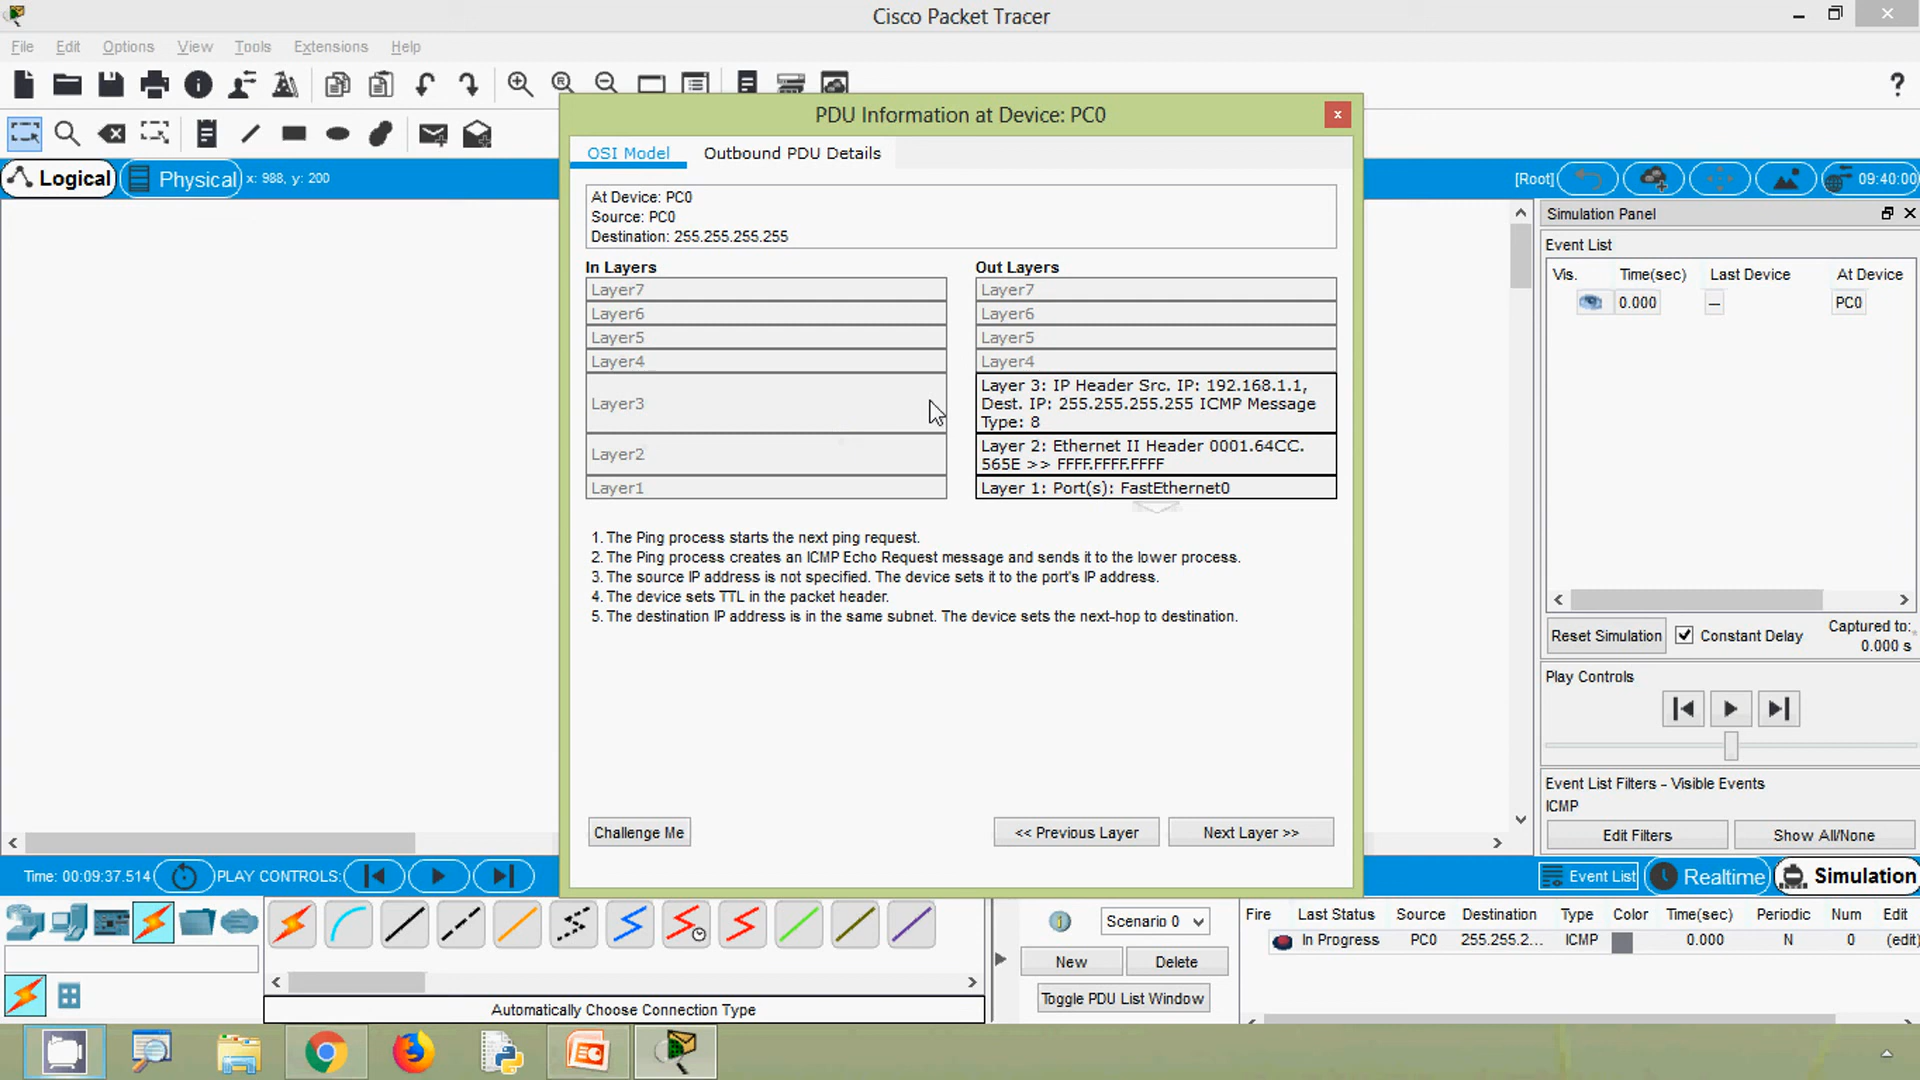 Cisco Packet Tracer
File Edit Options View Tools Extensions Help
?
PDU Information at Device: PC0
OSI Model Outbound PDU Details
Logical Physical x: 988, y: 200
[Root] 09:40:00
At Device: PC0
Source: PC0
Destination: 255.255.255.255
In Layers
Layer7
Layer6
Layer5
Layer4
Layer3
Layer2
Layer1
Out Layers
Layer7
Layer6
Layer5
Layer4
Layer 3: IP Header Src. IP: 192.168.1.1,
Dest. IP: 255.255.255.255 ICMP Message
Type: 8
Layer 2: Ethernet II Header 0001.64CC.
565E >> FFFF.FFFF.FFFF
Layer 1: Port(s): FastEthernet0
1. The Ping process starts the next ping request.
2. The Ping process creates an ICMP Echo Request message and sends it to the lower process.
3. The source IP address is not specified. The device sets it to the port's IP address.
4. The device sets TTL in the packet header.
5. The destination IP address is in the same subnet. The device sets the next-hop to destination.
Challenge Me << Previous Layer Next Layer >>
Simulation Panel
Event List
Vis. Time(sec) Last Device At Device
0.000 -- PC0
Reset Simulation Constant Delay Captured to:
0.000 s
Play Controls
Event List Filters - Visible Events
ICMP
Edit Filters Show All/None
Time: 00:09:37.514 PLAY CONTROLS:
Event List Realtime Simulation
Automatically Choose Connection Type
Scenario 0
New Delete
Toggle PDU List Window
Fire Last Status Source Destination Type Color Time(sec) Periodic Num Edit
In Progress PC0 255.255.2... ICMP 0.000 N 0 (edit)